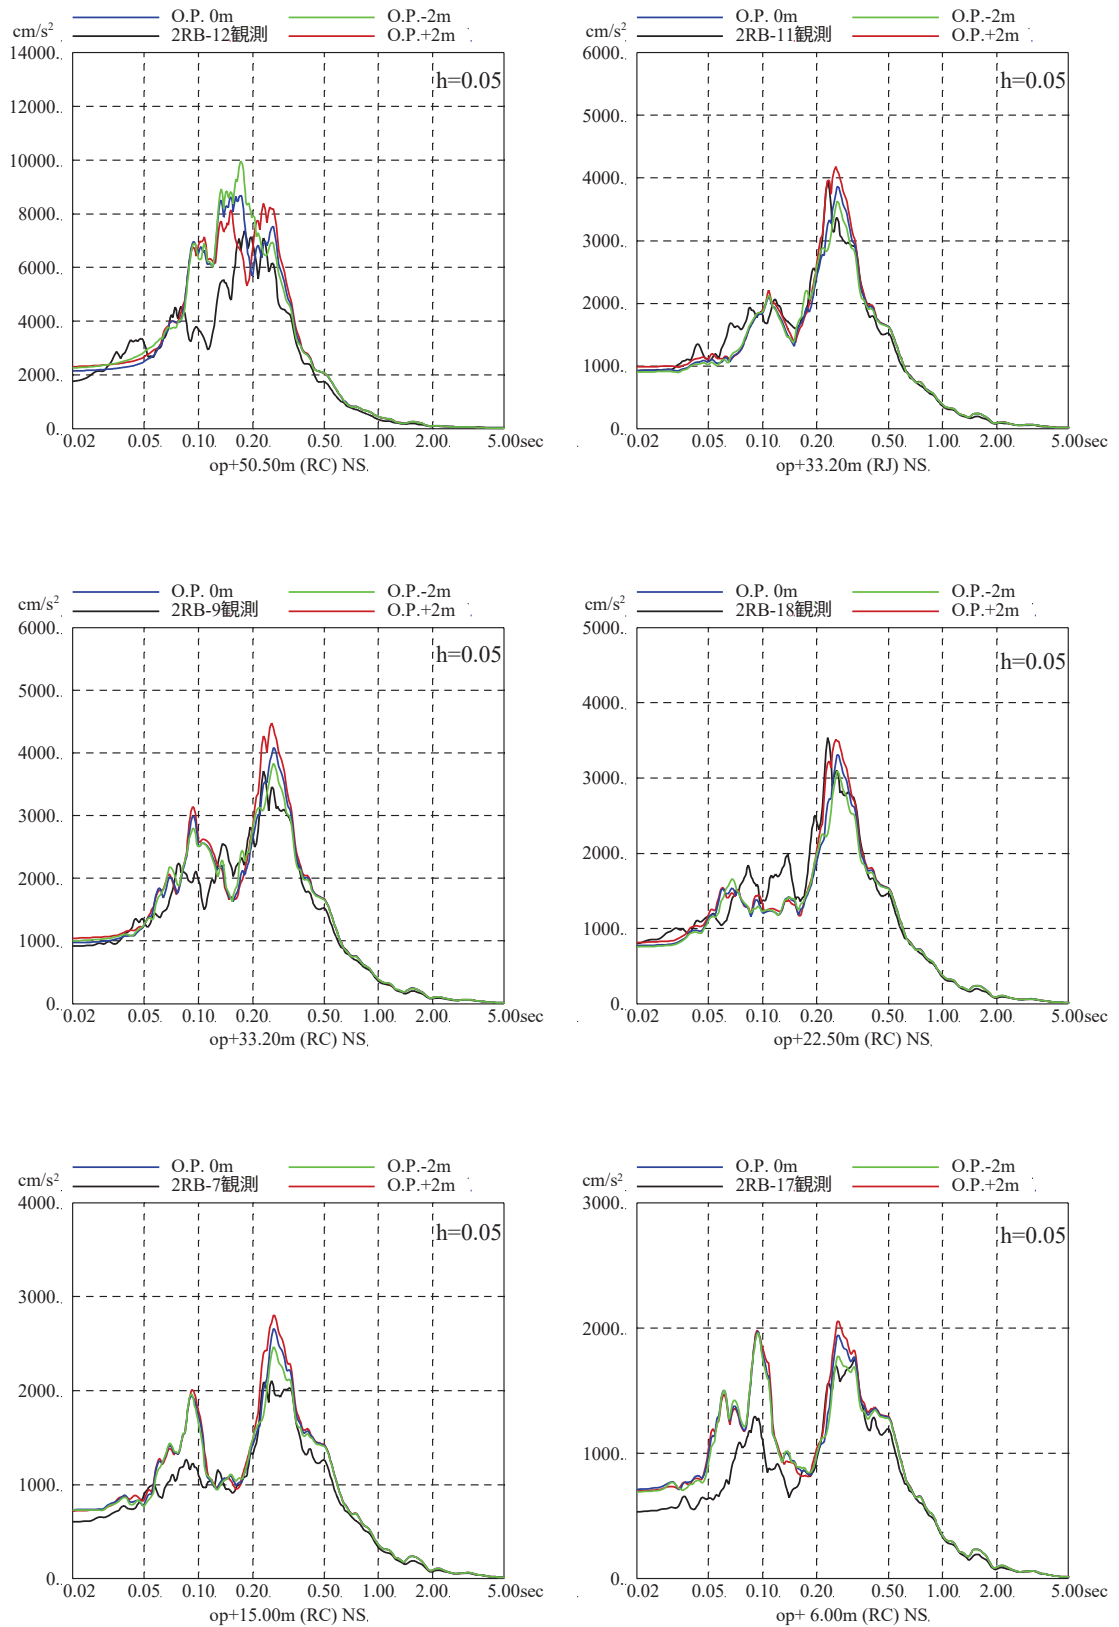 cm/s²
O.P. 0m
O.P.-2m
2RB-12観測
O.P.+2m
14000.
12000.
10000.
8000.
6000.
4000.
2000.
0.
h=0.05
0.02 0.05 0.10 0.20 0.50 1.00 2.00 5.00sec
op+50.50m (RC) NS
cm/s²
O.P. 0m
O.P.-2m
2RB-11観測
O.P.+2m
6000.
5000.
4000.
3000.
2000.
1000.
0.
h=0.05
0.02 0.05 0.10 0.20 0.50 1.00 2.00 5.00sec
op+33.20m (RJ) NS
cm/s²
O.P. 0m
O.P.-2m
2RB-9観測
O.P.+2m
6000.
5000.
4000.
3000.
2000.
1000.
0.
h=0.05
0.02 0.05 0.10 0.20 0.50 1.00 2.00 5.00sec
op+33.20m (RC) NS
cm/s²
O.P. 0m
O.P.-2m
2RB-18観測
O.P.+2m
5000.
4000.
3000.
2000.
1000.
0.
h=0.05
0.02 0.05 0.10 0.20 0.50 1.00 2.00 5.00sec
op+22.50m (RC) NS
cm/s²
O.P. 0m
O.P.-2m
2RB-7観測
O.P.+2m
4000.
3000.
2000.
1000.
0.
h=0.05
0.02 0.05 0.10 0.20 0.50 1.00 2.00 5.00sec
op+15.00m (RC) NS
cm/s²
O.P. 0m
O.P.-2m
2RB-17観測
O.P.+2m
3000.
2000.
1000.
0.
h=0.05
0.02 0.05 0.10 0.20 0.50 1.00 2.00 5.00sec
op+ 6.00m (RC) NS